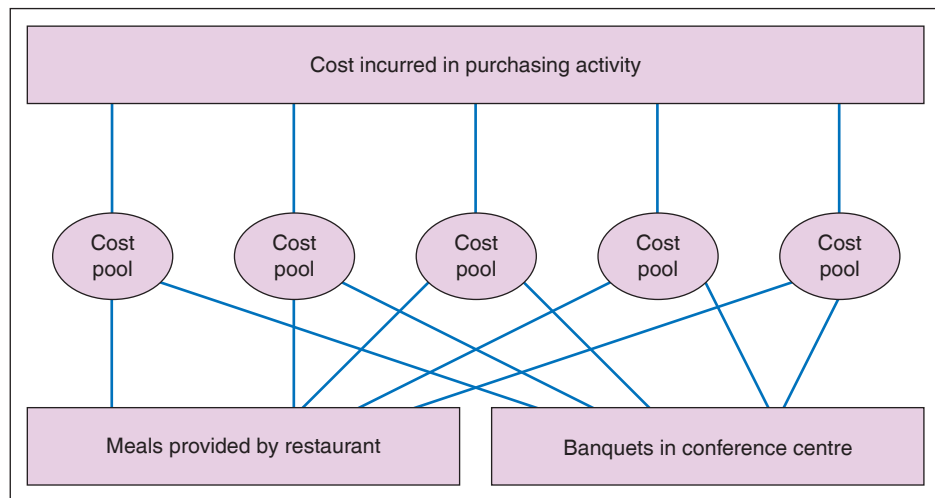 Cost incurred in purchasing activity
Cost
pool
Cost
pool
Cost
pool
Cost
pool
Cost
pool
Meals provided by restaurant
Banquets in conference centre